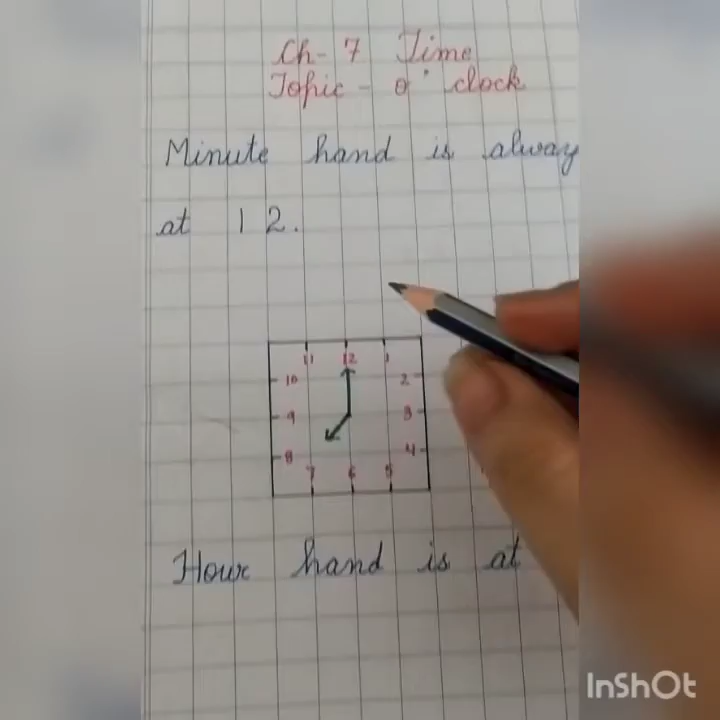 Ch- 7 Time
Topic - o' clock
Minute hand is alway
at 12.
11 12 1
10 2
9 3
8 4
7 6 5
Hour hand is at
InShOt